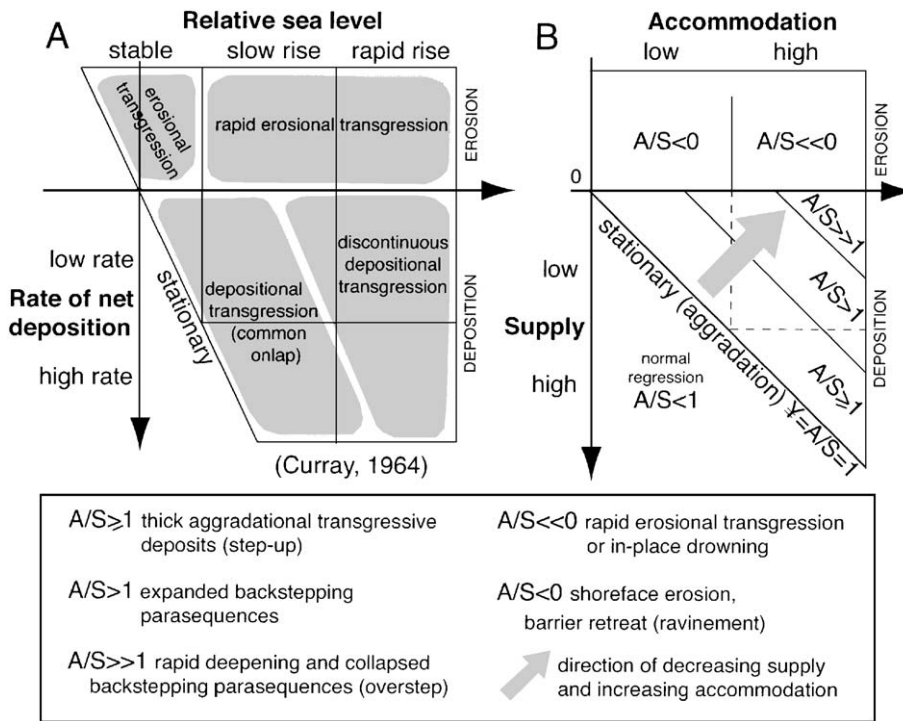 A
Relative sea level
stable
slow rise
rapid rise
erosional
transgression
rapid erosional transgression
EROSION
low rate
Rate of net
deposition
high rate
stationary
depositional
transgression
(common
onlap)
discontinuous
depositional
transgression
DEPOSITION
(Curray, 1964)
B
Accommodation
low
high
A/S<0
A/S<<0
EROSION
0
low
Supply
high
stationary (aggradation) ¥=A/S=1
A/S>>1
A/S>1
A/S≥1
DEPOSITION
normal
regression
A/S<1
A/S≥1 thick aggradational transgressive
deposits (step-up)
A/S>1 expanded backstepping
parasequences
A/S>>1 rapid deepening and collapsed
backstepping parasequences (overstep)
A/S<<0 rapid erosional transgression
or in-place drowning
A/S<0 shoreface erosion,
barrier retreat (ravinement)
direction of decreasing supply
and increasing accommodation